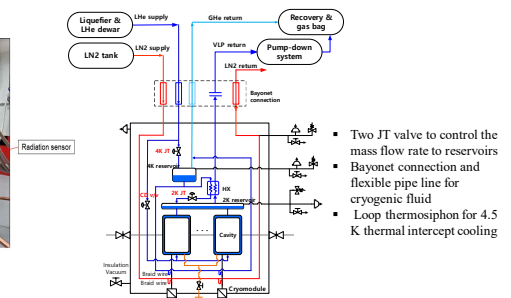 Liquefier &
LHe dewar
LHe supply
GHe return
Recovery &
gas bag
VLP return
Pump-down
system
LN2 tank
LN2 supply
LN2 return
Bayonet
connection
Radiation sensor
4K JT
4K reservoir
HX
2K JT
2K reservoir
Cavity
...
Insulation
Vacuum
Braid wire
Braid wire
Cryomodule
▪ Two JT valve to control the
mass flow rate to reservoirs
▪ Bayonet connection and
flexible pipe line for
cryogenic fluid
▪ Loop thermosiphon for 4.5
K thermal intercept cooling